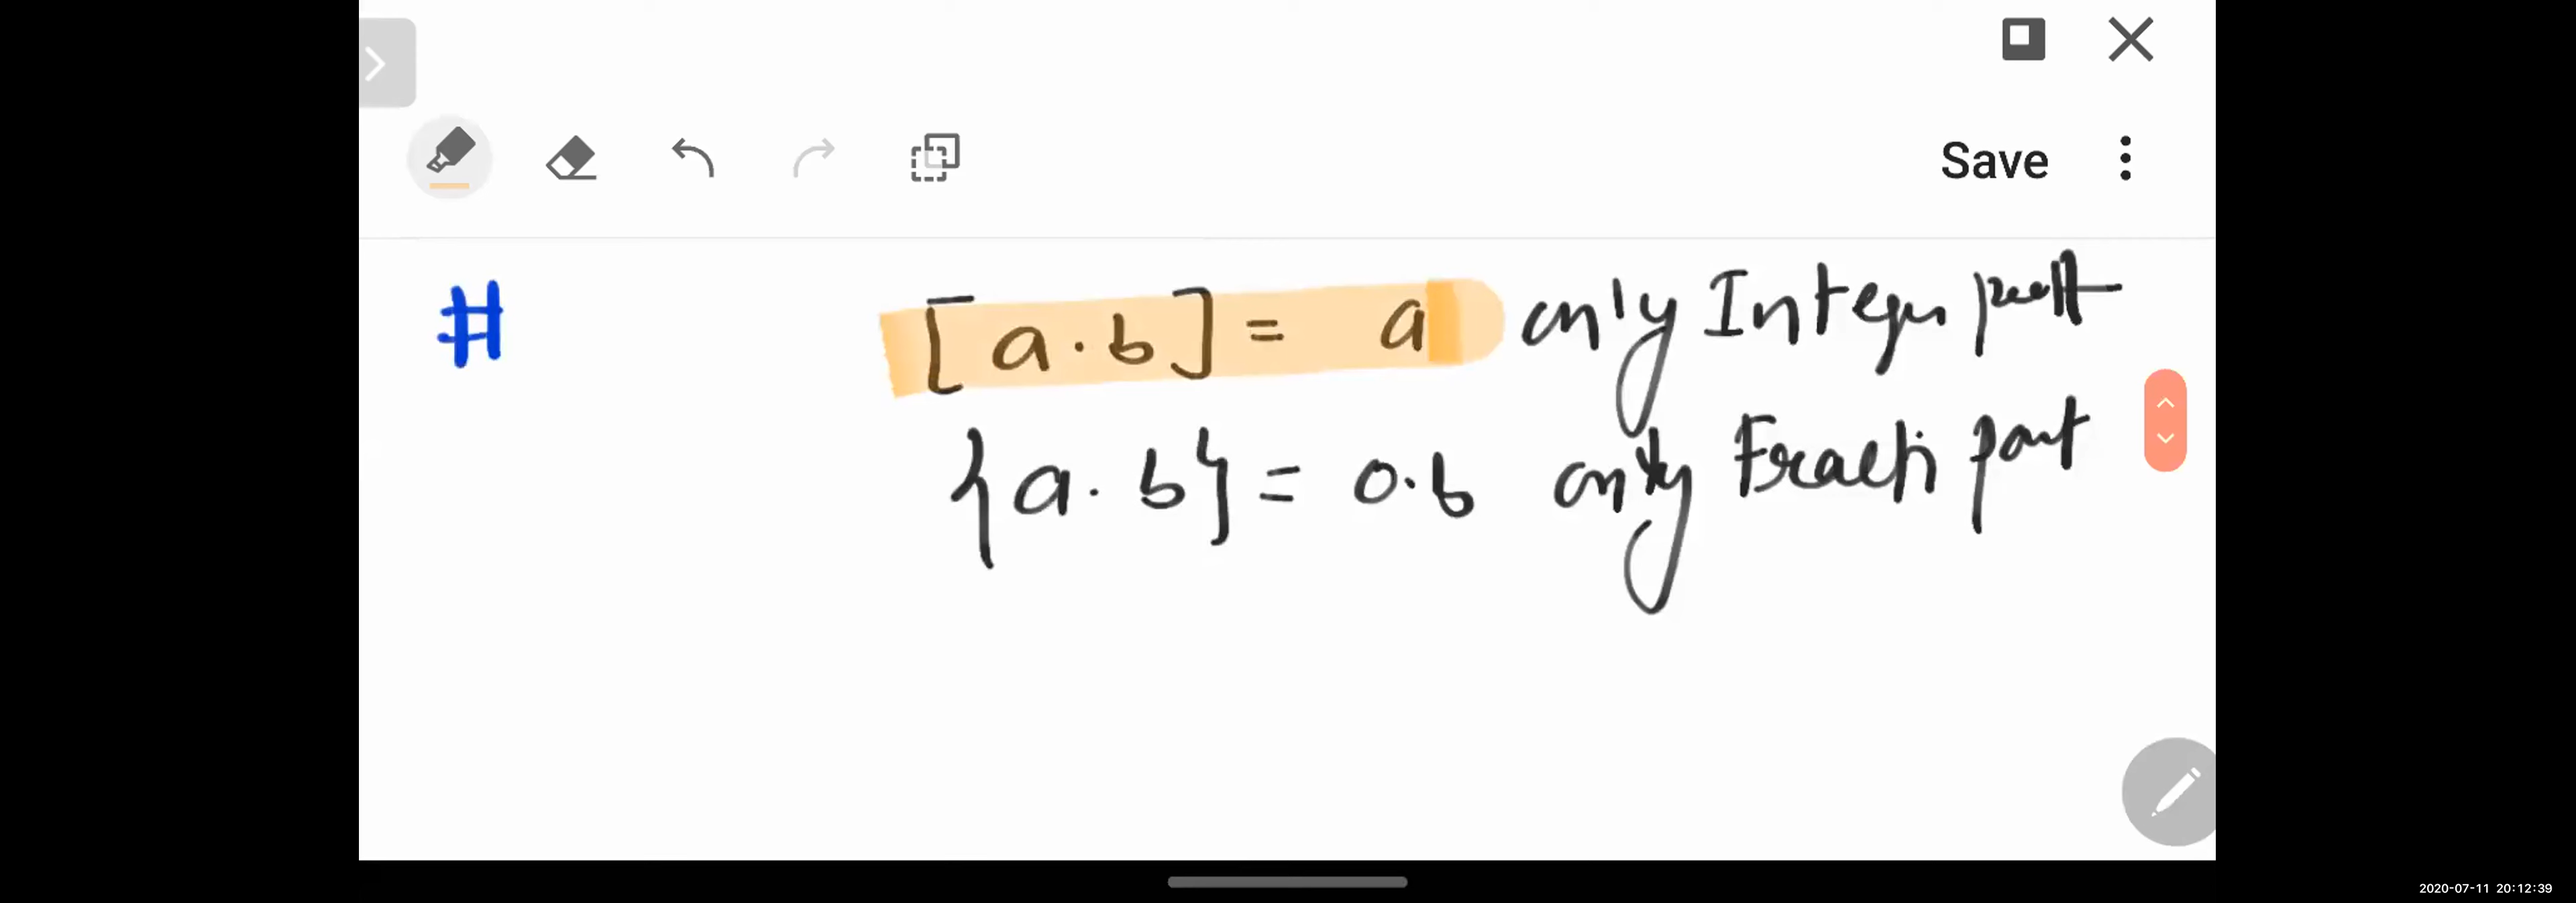 Save
# [a.b] = a only Integer part
{a.b} = 0.b only Fracti part
2020-07-11 20:12:39